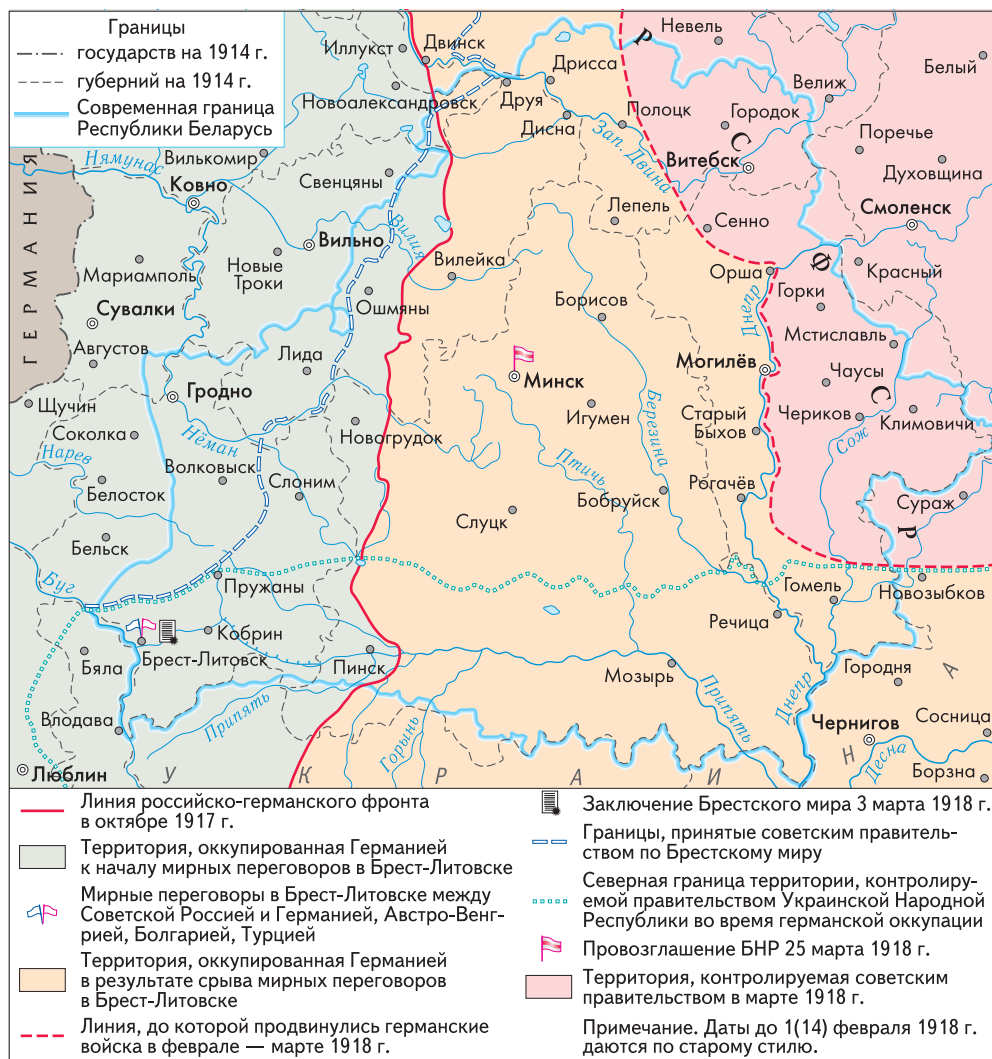 Границы
государств на 1914 г.
губерний на 1914 г.
Современная граница
Республики Беларусь
Иллукст
Двинск
Невель
Белый
Новоалександровск
Дрисса
Друя
Дисна
Полоцк
Городок
Велиж
Поречье
Духовщина
Зап. Двина
Витебск
Нямунас
Вилькомир
Ковно
Свенцяны
Лепель
Сенно
Смоленск
ГЕРМАНИЯ
Вильно
Вилия
Вилейка
Мариамполь
Новые
Троки
Орша
Красный
Сувалки
Ошмяны
Борисов
Днепр
Горки
Мстиславль
Августов
Лида
Минск
Могилёв
Чаусы
Гродно
Щучин
Игумен
Березина
Старый
Быхов
Чериков
Климовичи
Соколка
Нёман
Новогрудок
Сож
Нарев
Волковыск
Птичь
Белосток
Слоним
Бобруйск
Рогачёв
Сураж
Слуцк
Бельск
Р С Ф С Р
Буг
Пружаны
Гомель
Новозыбков
Речица
Кобрин
Брест-Литовск
Бяла
Пинск
Мозырь
Городня
Влодава
Припять
Горынь
Припять
Днепр
Чернигов
Сосница
Десна
Люблин
Борзна
У К Р А И Н А
Линия российско-германского фронта
в октябре 1917 г.
Территория, оккупированная Германией
к началу мирных переговоров в Брест-Литовске
Мирные переговоры в Брест-Литовске между
Советской Россией и Германией, Австро-Венг-
рией, Болгарией, Турцией
Территория, оккупированная Германией
в результате срыва мирных переговоров
в Брест-Литовске
Линия, до которой продвинулись германские
войска в феврале — марте 1918 г.
Заключение Брестского мира 3 марта 1918 г.
Границы, принятые советским правитель-
ством по Брестскому миру
Северная граница территории, контролиру-
емой правительством Украинской Народной
Республики во время германской оккупации
Провозглашение БНР 25 марта 1918 г.
Территория, контролируемая советским
правительством в марте 1918 г.
Примечание. Даты до 1(14) февраля 1918 г.
даются по старому стилю.